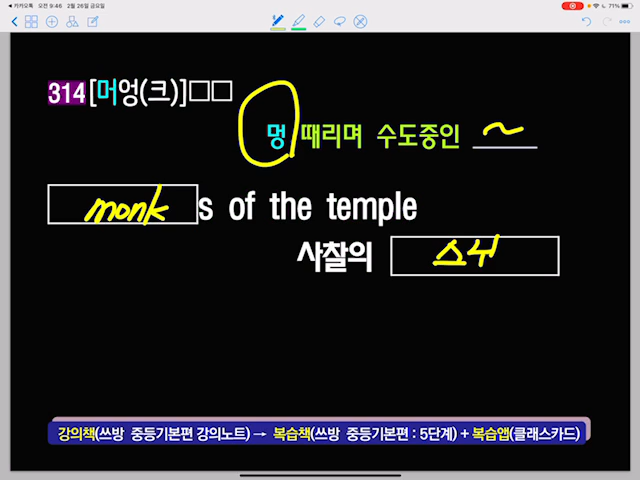 카카오톡 오전 9:46 2월 26일 금요일 71%
314[머엉(크)]□□
멍 때리며 수도중인 ~
monks of the temple
사찰의 스님
강의책(쓰방 중등기본편 강의노트) → 복습책(쓰방 중등기본편 : 5단계) + 복습앱(클래스카드)